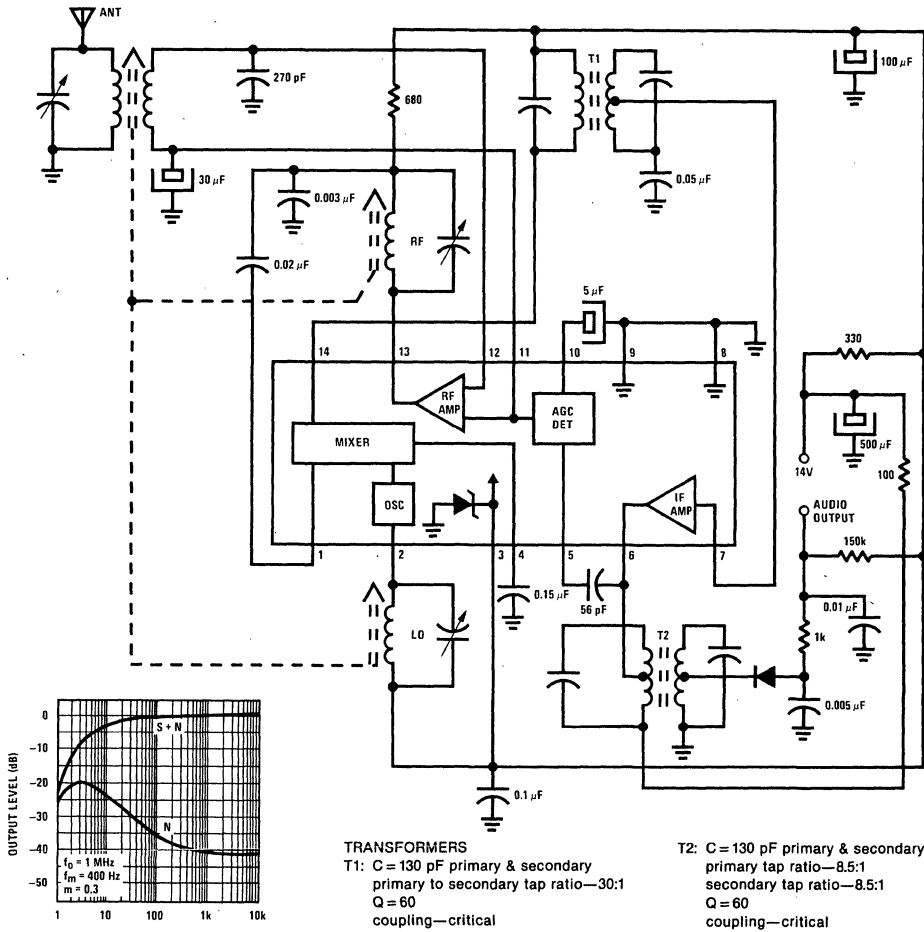 ANT
T1
100 µF
270 pF
680
0.05 µF
30 µF
0.003 µF
RF
0.02 µF
5 µF
14
13
12
11
10
9
8
330
RF
AMP
AGC
DET
MIXER
500 µF
14V
100
OSC
IF
AMP
AUDIO
OUTPUT
1
2
3
4
5
6
7
150k
0.15 µF
56 pF
0.01 µF
1k
LO
T2
0.005 µF
0.1 µF
OUTPUT LEVEL (dB)
0
-10
-20
-30
-40
-50
S + N
N
fo = 1 MHz
fm = 400 Hz
m = 0.3
1 10 100 1k 10k
TRANSFORMERS
T1: C = 130 pF primary & secondary
primary to secondary tap ratio—30:1
Q = 60
coupling—critical
T2: C = 130 pF primary & secondary
primary tap ratio—8.5:1
secondary tap ratio—8.5:1
Q = 60
coupling—critical